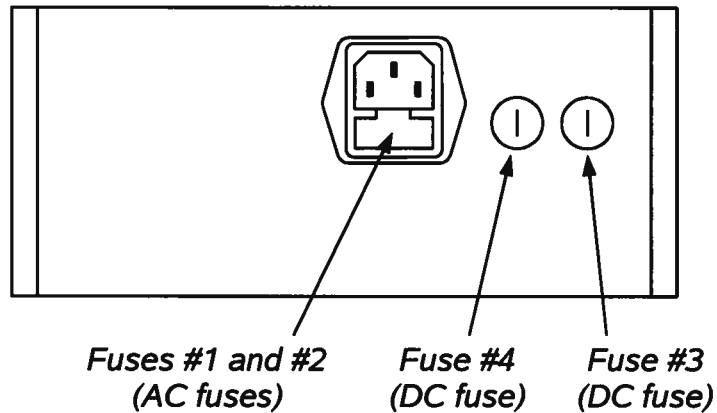 Fuses #1 and #2
(AC fuses)
Fuse #4
(DC fuse)
Fuse #3
(DC fuse)